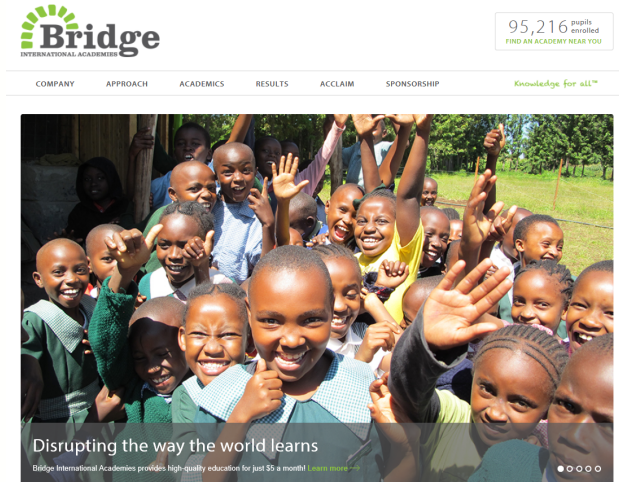 Bridge
INTERNATIONAL ACADEMIES
95,216 pupils enrolled
FIND AN ACADEMY NEAR YOU
COMPANY APPROACH ACADEMICS RESULTS ACCLAIM SPONSORSHIP Knowledge for all™
Disrupting the way the world learns
Bridge International Academies provides high-quality education for just $5 a month! Learn more -->